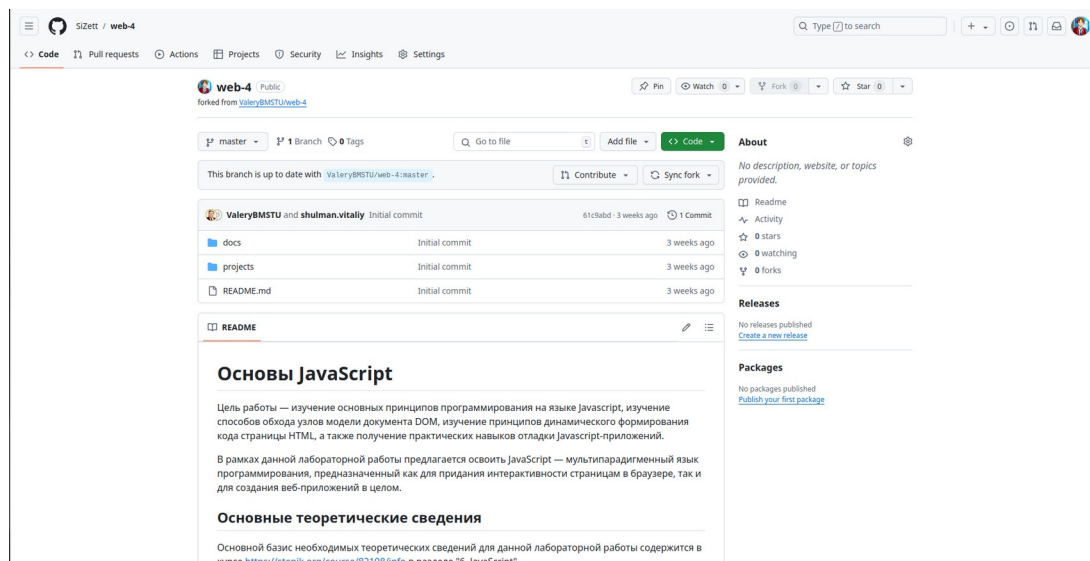 SiZett / web-4
Type / to search
Code Pull requests Actions Projects Security Insights Settings
web-4 Public
forked from ValeryBMSTU/web-4
Pin Watch 0 Fork 0 Star 0
master 1 Branch 0 Tags
Go to file t Add file Code
This branch is up to date with ValeryBMSTU/web-4:master .
Contribute Sync fork
ValeryBMSTU and shulman.vitaliy Initial commit 61c9abd · 3 weeks ago 1 Commit
docs Initial commit 3 weeks ago
projects Initial commit 3 weeks ago
README.md Initial commit 3 weeks ago
README
Основы JavaScript
Цель работы — изучение основных принципов программирования на языке Javascript, изучение
способов обхода узлов модели документа DOM, изучение принципов динамического формирования
кода страницы HTML, а также получение практических навыков отладки Javascript-приложений.
В рамках данной лабораторной работы предлагается освоить JavaScript — мультипарадигменный язык
программирования, предназначенный как для придания интерактивности страницам в браузере, так и
для создания веб-приложений в целом.
Основные теоретические сведения
Основной базис необходимых теоретических сведений для данной лабораторной работы содержится в
About
No description, website, or topics
provided.
Readme
Activity
0 stars
0 watching
0 forks
Releases
No releases published
Create a new release
Packages
No packages published
Publish your first package